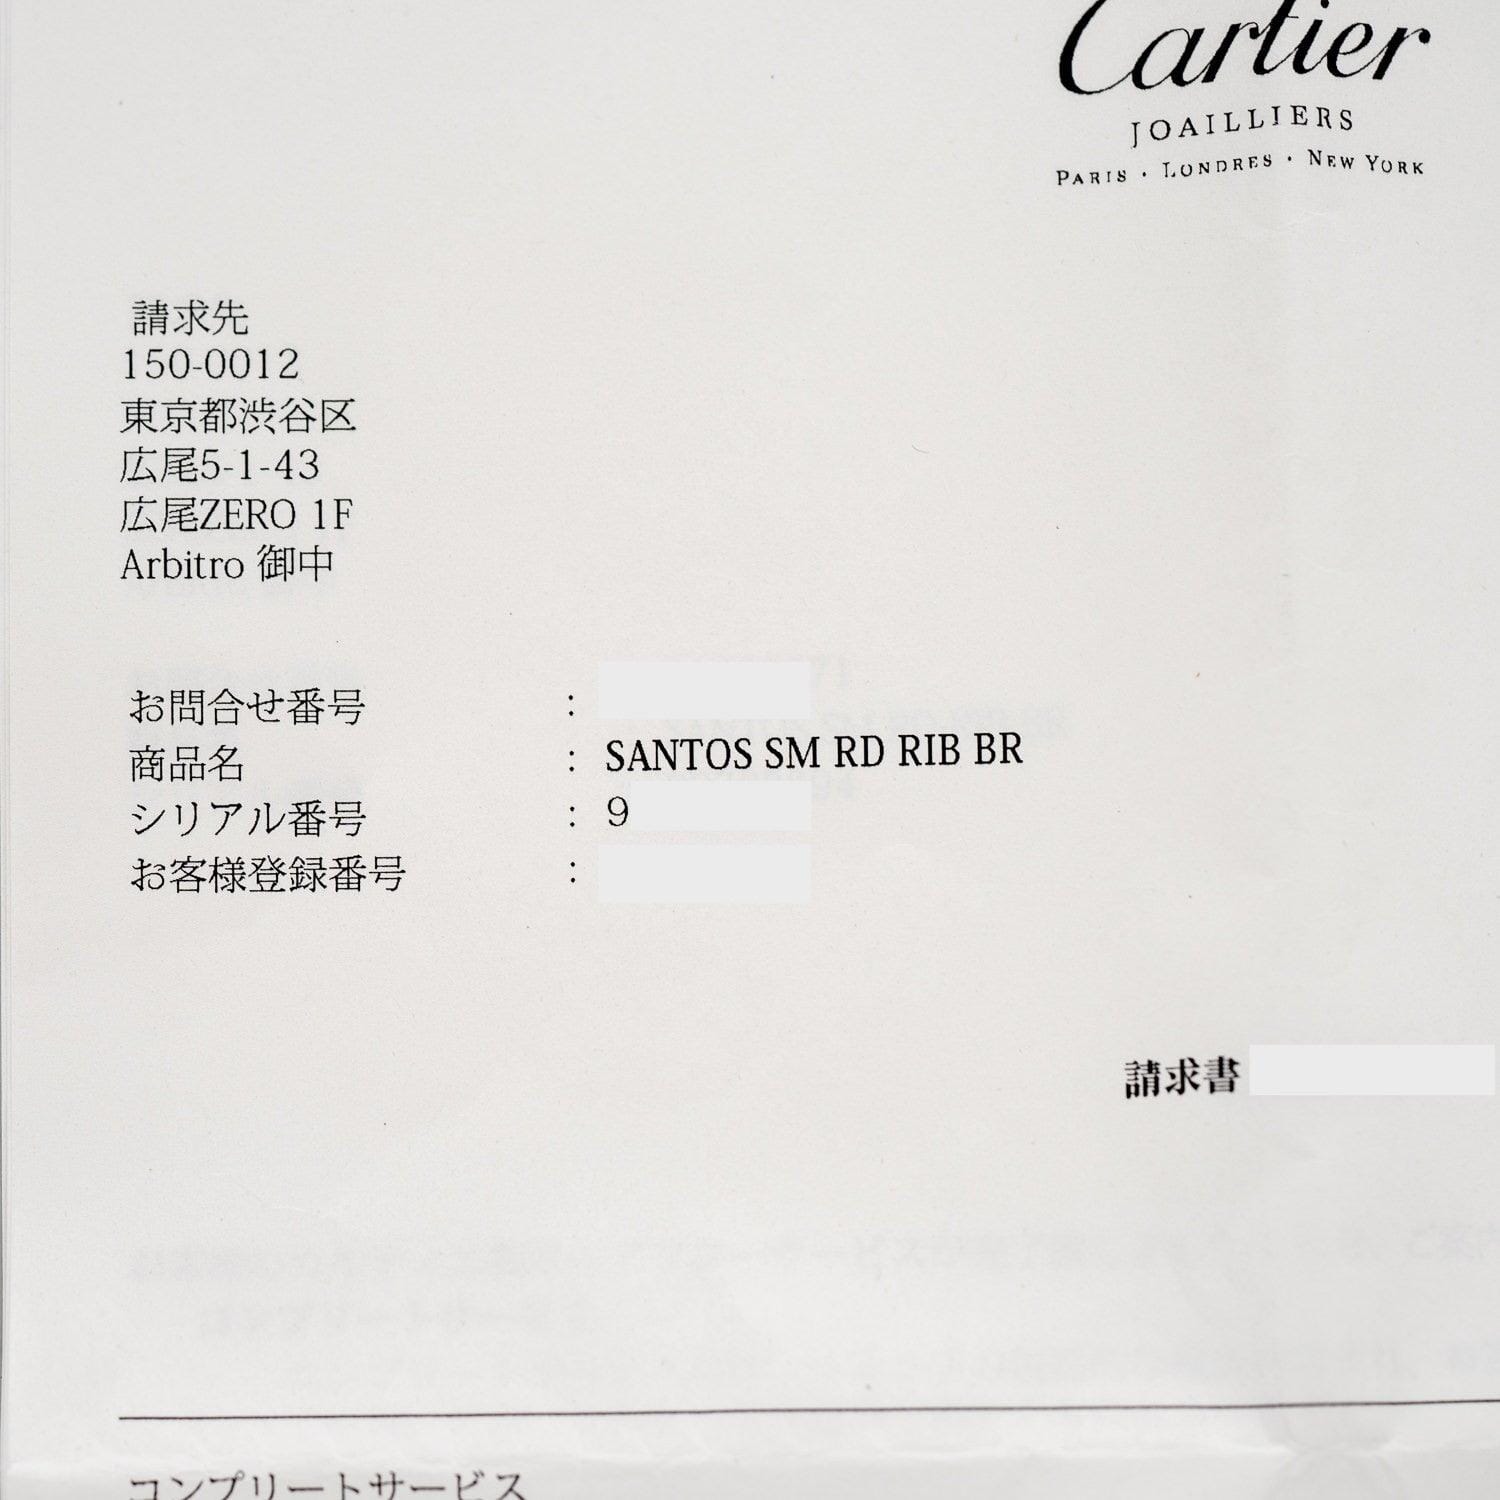 Cartier
JOAILLIERS
PARIS · LONDRES · NEW YORK
請求先
150-0012
東京都渋谷区
広尾5-1-43
広尾ZERO 1F
Arbitro 御中
お問合せ番号 :
商品名 : SANTOS SM RD RIB BR
シリアル番号 : 9
お客様登録番号 :
請求書
コンプリートサービス